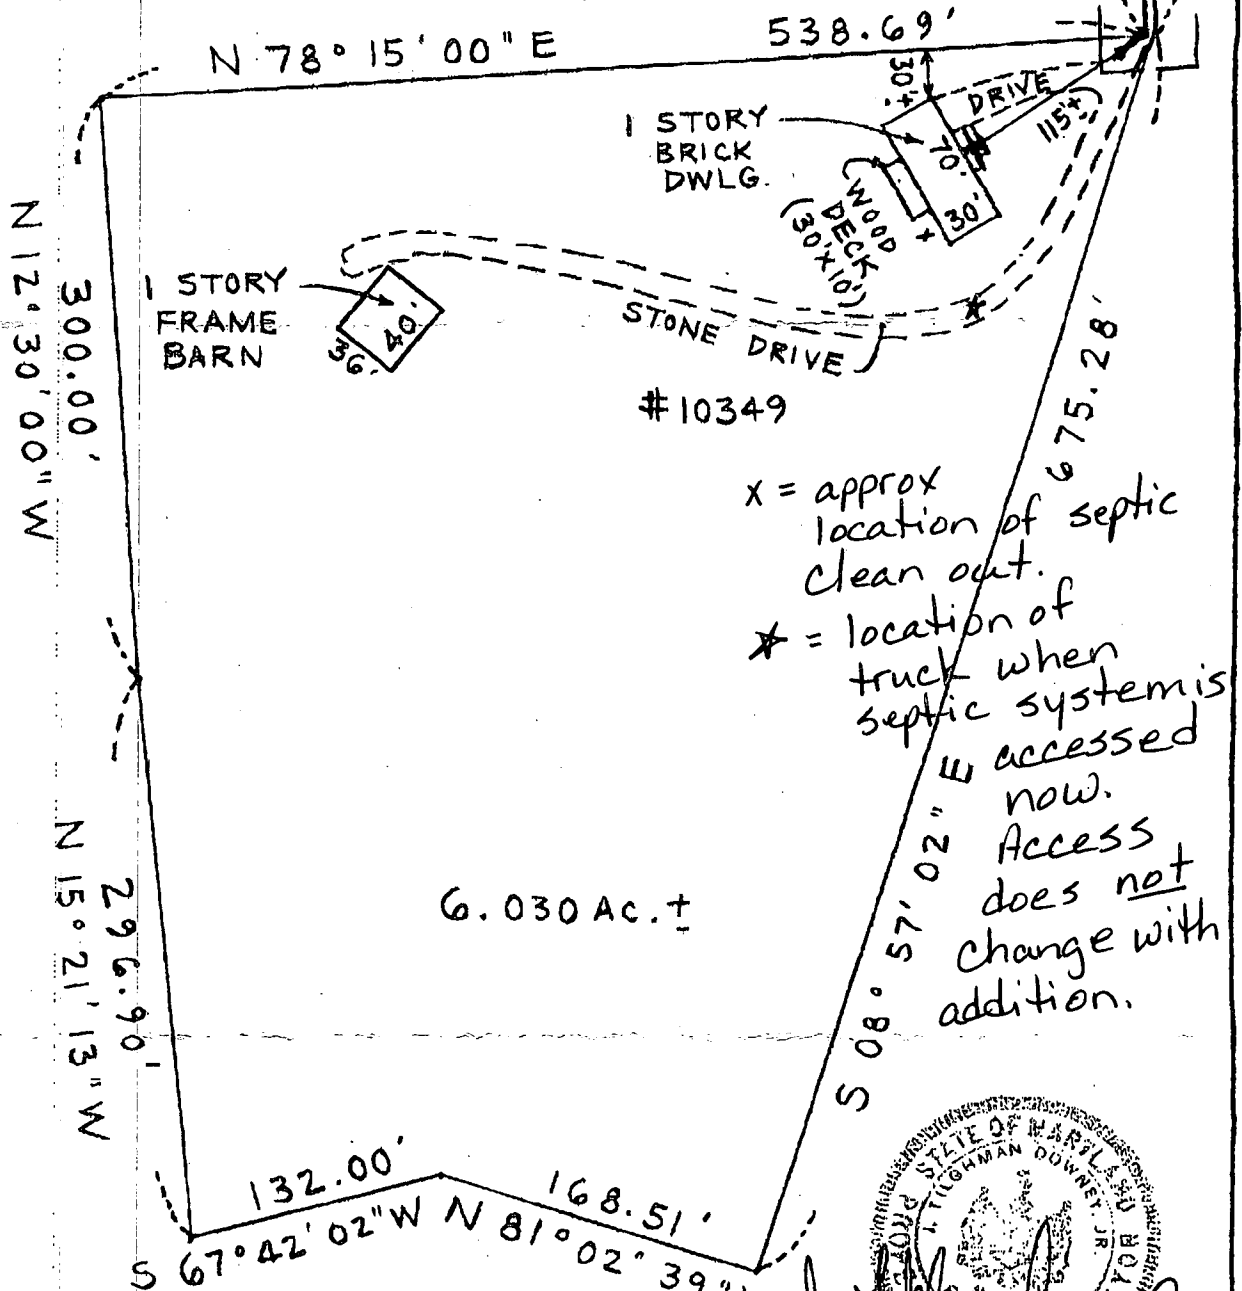 N 78° 15' 00" E
538.69'
30'±
DRIVE
115'±
1 STORY
BRICK
DWLG.
70'
30'
WOOD
DECK
(30'X10')
x
N 12° 30' 00" W
300.00'
1 STORY
FRAME
BARN
40'
36'
STONE DRIVE
#10349
675.28'
x = approx
location of septic
clean out.
* = location of
truck when
septic system is
accessed
now.
Access
does not
change with
addition.
S 08° 57' 02" E
6.030 AC. ±
N 15° 21' 13" W
296.90'
132.00'
S 67° 42' 02" W
168.51'
N 81° 02' 39"
STATE OF MARYLAND
J. TILGHMAN DOWNEY, JR.